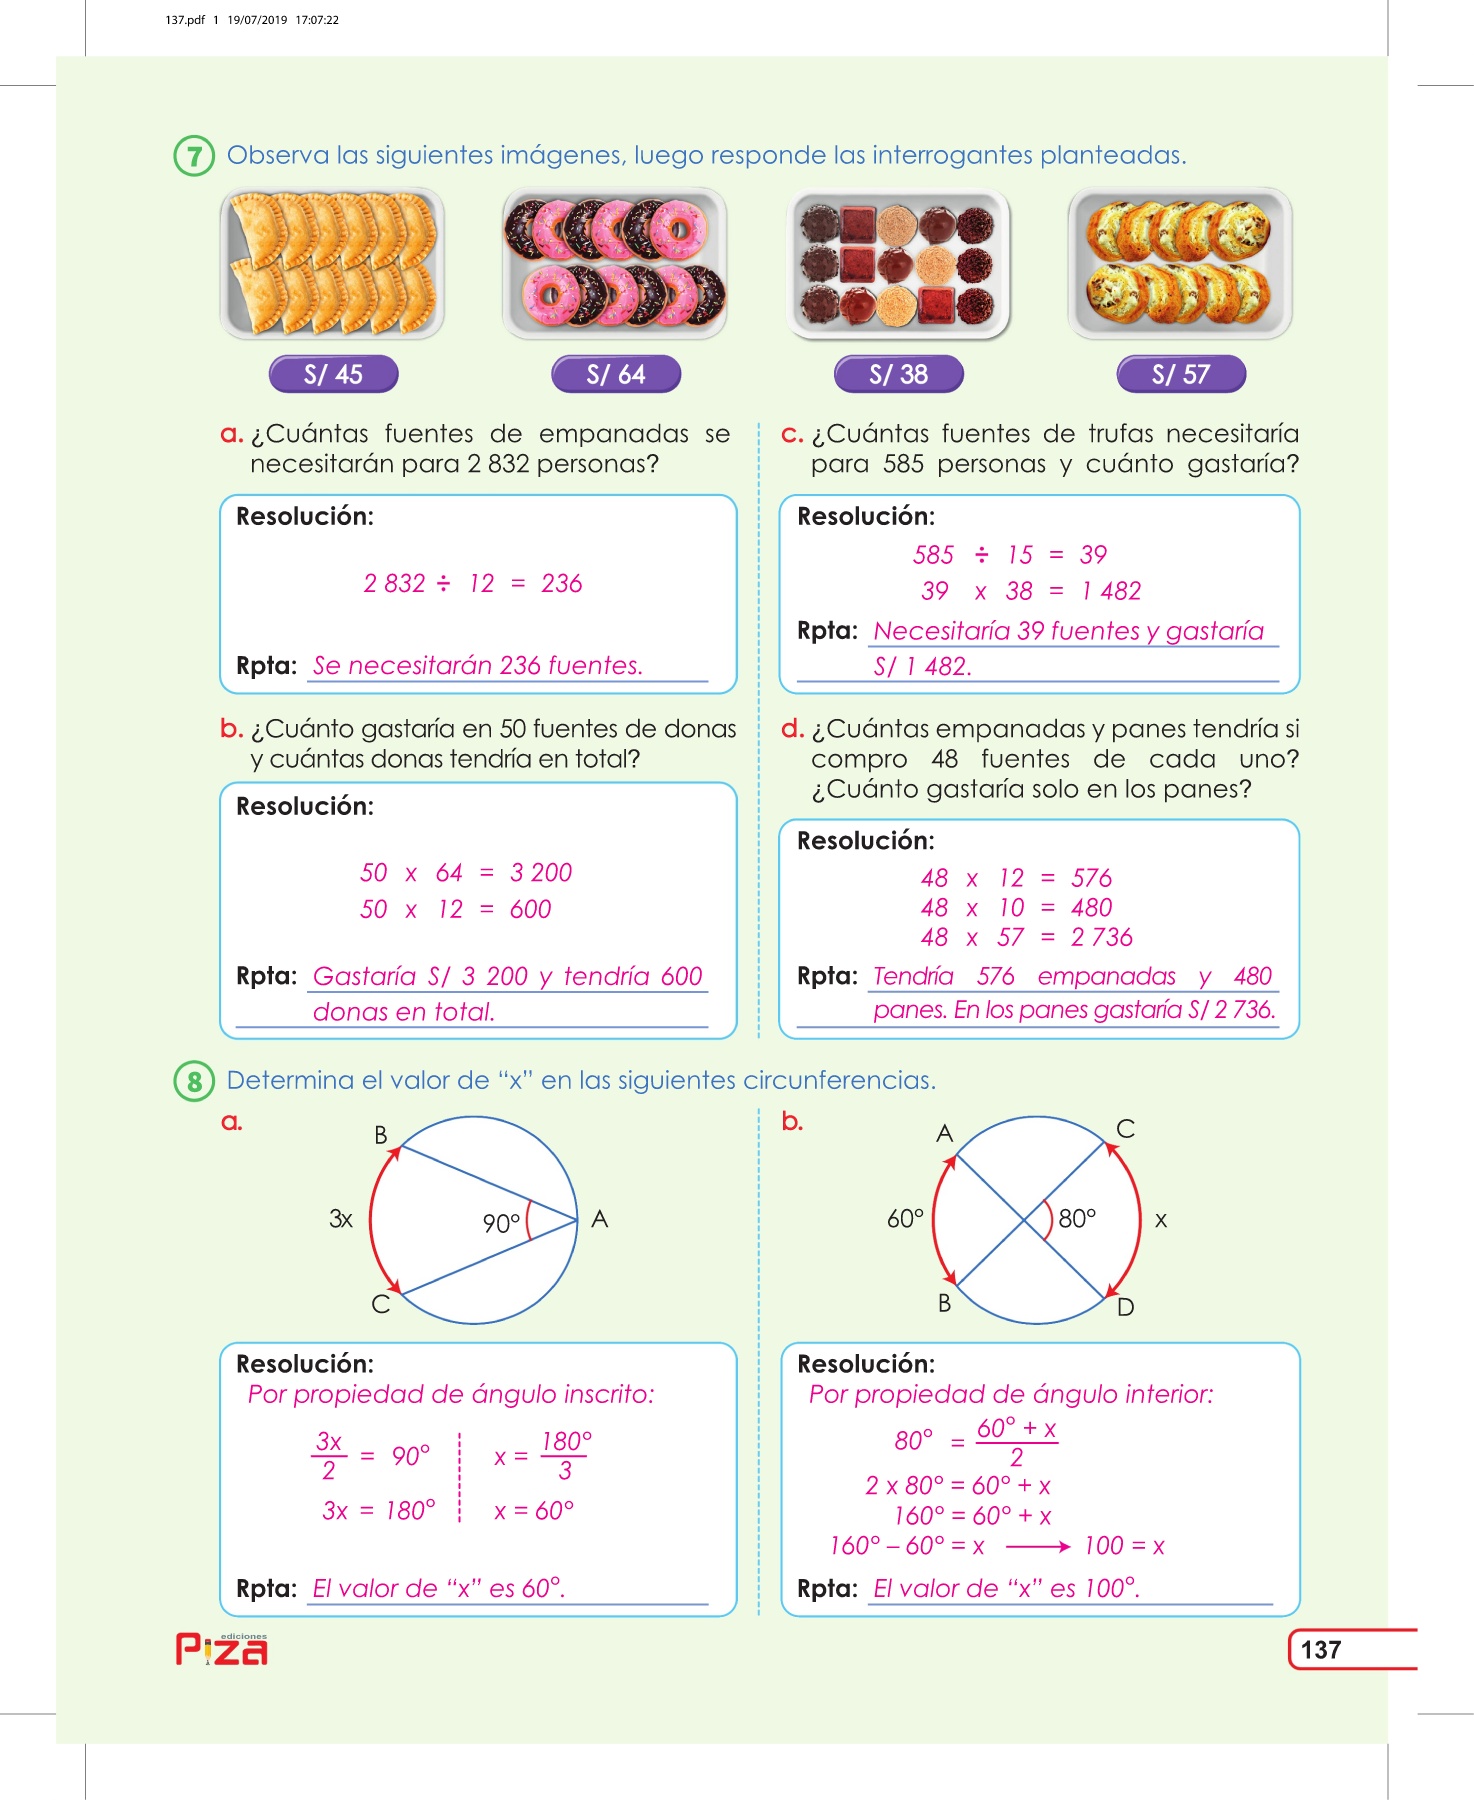 137.pdf 1 19/07/2019 17:07:22
7 Observa las siguientes imágenes, luego responde las interrogantes planteadas.
S/ 45
S/ 64
S/ 38
S/ 57
a. ¿Cuántas fuentes de empanadas se
necesitarán para 2 832 personas?
Resolución:
2 832 ÷ 12 = 236
Rpta: Se necesitarán 236 fuentes.
b. ¿Cuánto gastaría en 50 fuentes de donas
y cuántas donas tendría en total?
Resolución:
50 x 64 = 3 200
50 x 12 = 600
Rpta: Gastaría S/ 3 200 y tendría 600
donas en total.
c. ¿Cuántas fuentes de trufas necesitaría
para 585 personas y cuánto gastaría?
Resolución:
585 ÷ 15 = 39
39 x 38 = 1 482
Rpta: Necesitaría 39 fuentes y gastaría
S/ 1 482.
d. ¿Cuántas empanadas y panes tendría si
compro 48 fuentes de cada uno?
¿Cuánto gastaría solo en los panes?
Resolución:
48 x 12 = 576
48 x 10 = 480
48 x 57 = 2 736
Rpta: Tendría 576 empanadas y 480
panes. En los panes gastaría S/ 2 736.
8 Determina el valor de “x” en las siguientes circunferencias.
a.
B
3x
90°
A
C
Resolución:
Por propiedad de ángulo inscrito:
3x/2 = 90°
3x = 180°
x = 180°/3
x = 60°
Rpta: El valor de “x” es 60°.
b.
A
C
60°
80°
x
B
D
Resolución:
Por propiedad de ángulo interior:
80° = 60° + x/2
2 x 80° = 60° + x
160° = 60° + x
160° – 60° = x ⟶ 100 = x
Rpta: El valor de “x” es 100°.
ediciones
Piza
137